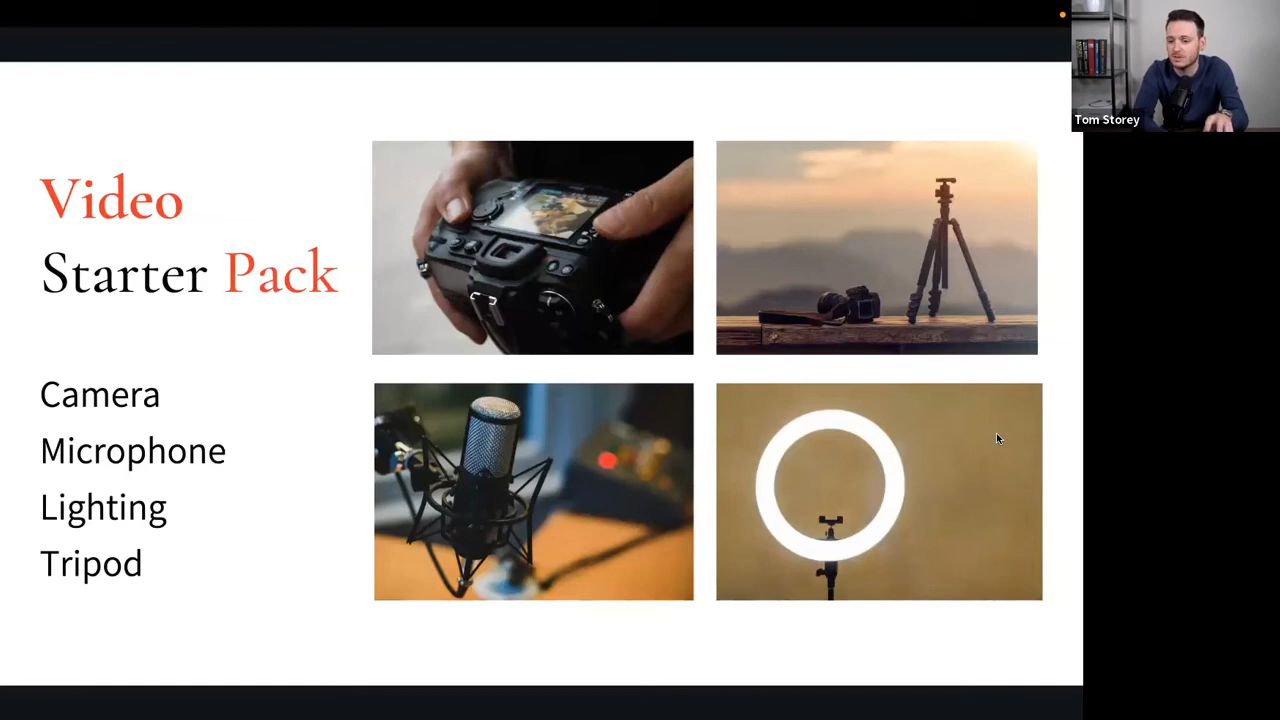 Video
Starter Pack
Camera
Microphone
Lighting
Tripod
Tom Storey